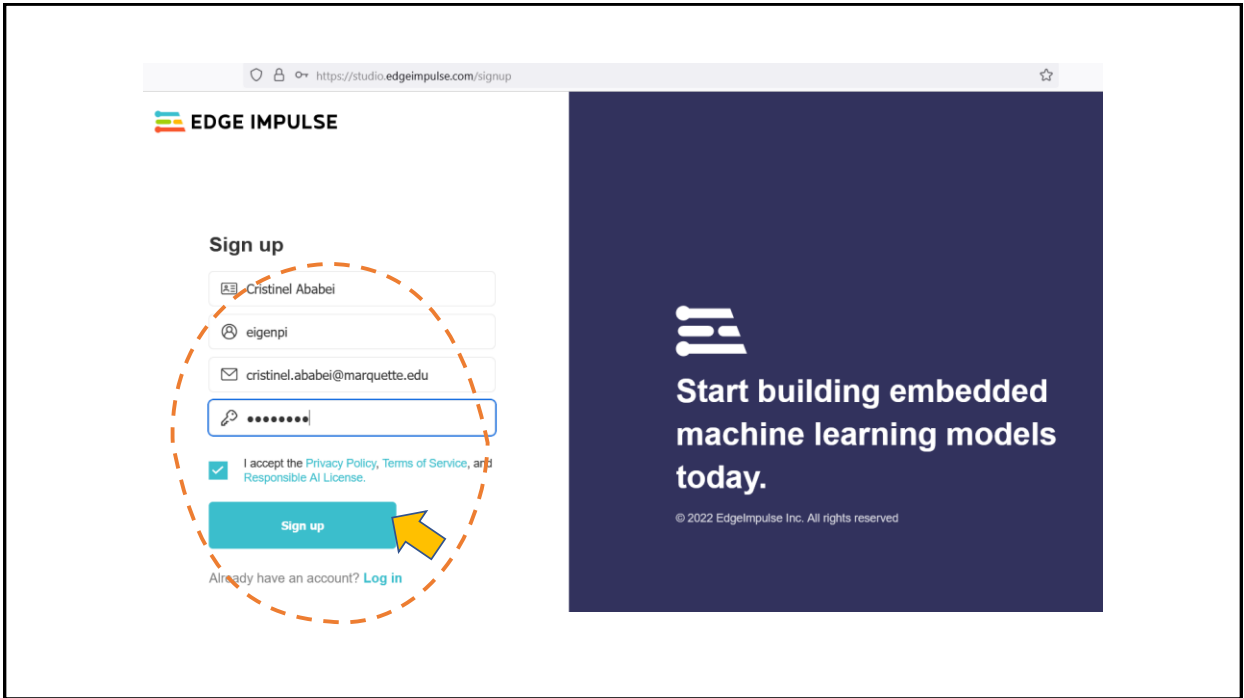 https://studio.edgeimpulse.com/signup
EDGE IMPULSE
Sign up
Cristinel Ababei
eigenpi
cristinel.ababei@marquette.edu
••••••••
I accept the Privacy Policy, Terms of Service, and
Responsible AI License.
Sign up
Already have an account? Log in
Start building embedded
machine learning models
today.
© 2022 EdgeImpulse Inc. All rights reserved